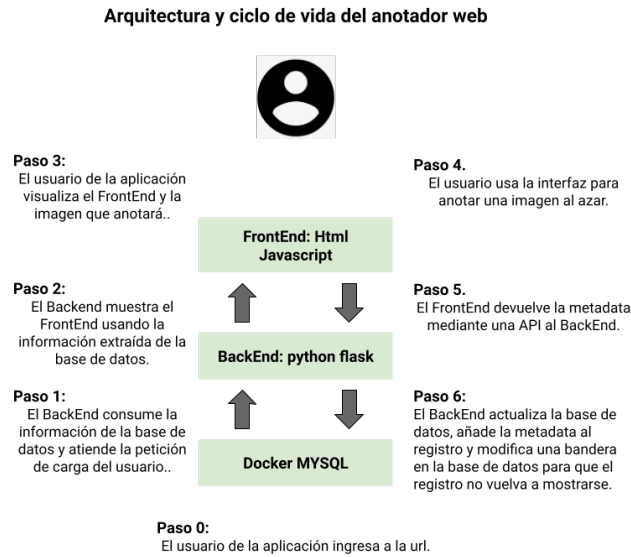 Arquitectura y ciclo de vida del anotador web
Paso 3:
El usuario de la aplicación
visualiza el FrontEnd y la
imagen que anotará..
Paso 4.
El usuario usa la interfaz para
anotar una imagen al azar.
FrontEnd: Html
Javascript
Paso 2:
El Backend muestra el
FrontEnd usando la
información extraída de la
base de datos.
Paso 5.
El FrontEnd devuelve la metadata
mediante una API al BackEnd.
BackEnd: python flask
Paso 1:
El BackEnd consume la
información de la base de
datos y atiende la petición
de carga del usuario..
Paso 6:
El BackEnd actualiza la base de
datos, añade la metadata al
registro y modifica una bandera
en la base de datos para que el
registro no vuelva a mostrarse.
Docker MYSQL
Paso 0:
El usuario de la aplicación ingresa a la url.